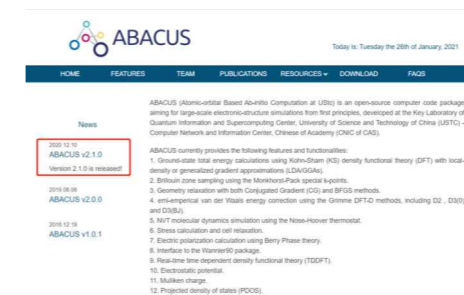 ABACUS
Today is: Tuesday the 26th of January, 2021
HOME FEATURES TEAM PUBLICATIONS RESOURCES DOWNLOAD FAQS
News
2020.12.10
ABACUS v2.1.0
Version 2.1.0 is released!
2019.08.08
ABACUS v2.0.0
2016.12.19
ABACUS v1.0.1
ABACUS (Atomic-orbital Based Ab-initio Computation at UStc) is an open-source computer code package
aiming for large-scale electronic-structure simulations from first principles, developed at the Key Laboratory of
Quantum Information and Supercomputing Center, University of Science and Technology of China (USTC) -
Computer Network and Information Center, Chinese of Academy (CNIC of CAS).
ABACUS currently provides the following features and functionalities:
1. Ground-state total energy calculations using Kohn-Sham (KS) density functional theory (DFT) with local-
density or generalized gradient approximations (LDA/GGAs).
2. Brillouin zone sampling using the Monkhorst-Pack special k-points.
3. Geometry relaxation with both Conjugated Gradient (CG) and BFGS methods.
4. emi-emperical van der Waals energy correction using the Grimme DFT-D methods, including D2 , D3(0)
and D3(BJ).
5. NVT molecular dynamics simulation using the Nose-Hoover thermostat.
6. Stress calculation and cell relaxation.
7. Electric polarization calculation using Berry Phase theory.
8. Interface to the Wannier90 package.
9. Real-time time dependent density functional theory (TDDFT).
10. Electrostatic potential.
11. Mulliken charge.
12. Projected density of states (PDOS).